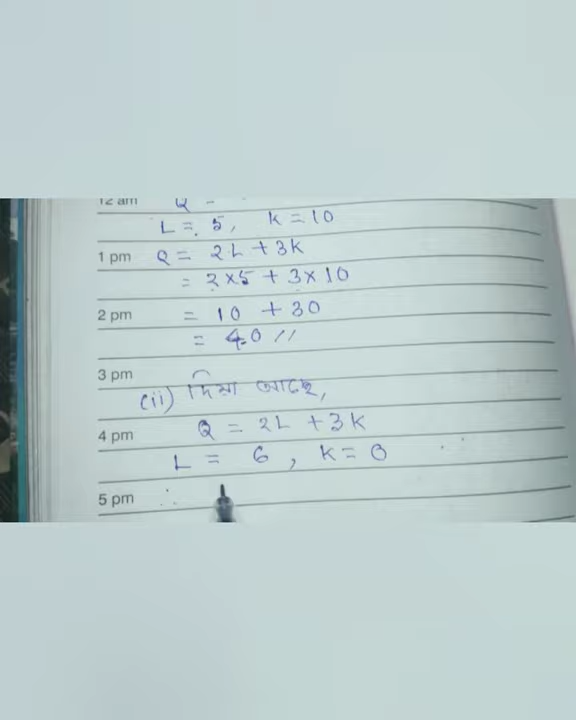 12 am Q =
L = 5, K = 10
1 pm Q = 2L + 3K
= 2×5 + 3×10
2 pm = 10 + 30
= 40 //
3 pm
(ii) দিয়া আছে,
4 pm Q = 2L + 3K
L = 6, K = 0
5 pm ∴